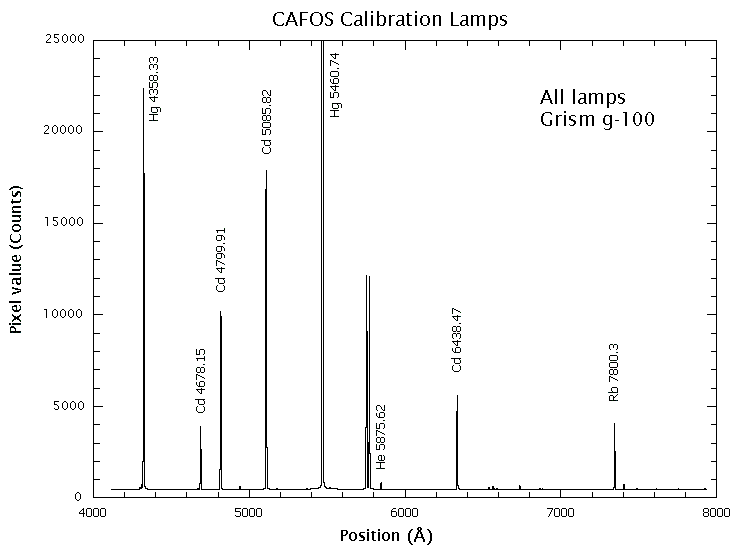 CAFOS Calibration Lamps
All lamps
Grism g-100
Pixel value (Counts)
25000
20000
15000
10000
5000
0
Hg 4358.33
Cd 4678.15
Cd 4799.91
Cd 5085.82
Hg 5460.74
He 5875.62
Cd 6438.47
Rb 7800.3
4000
5000
6000
7000
8000
Position (Å)